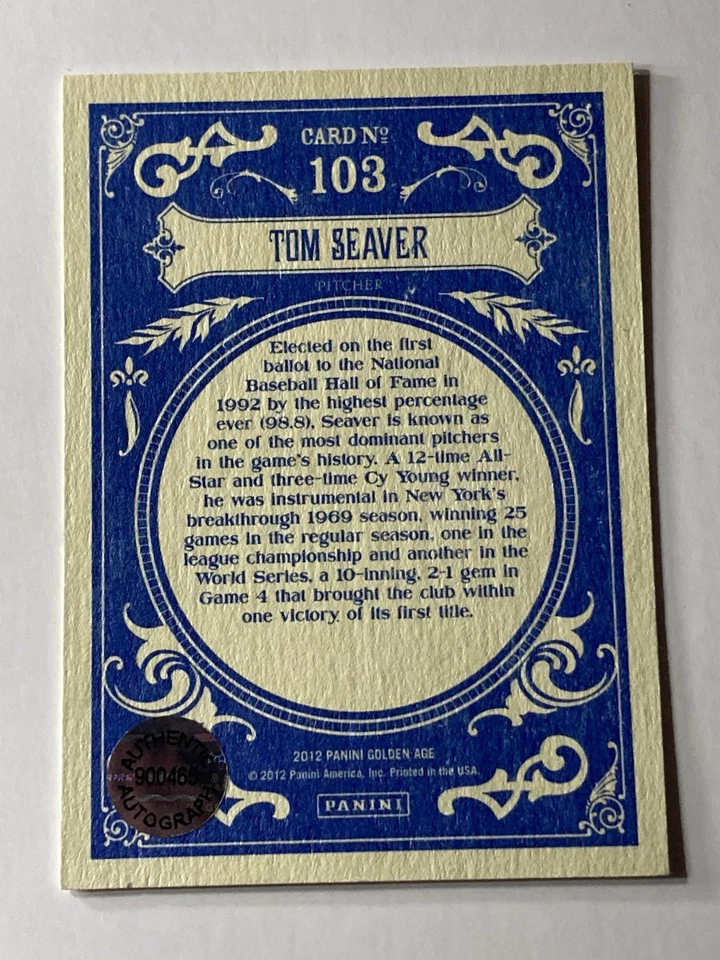 CARD Nº
103
TOM SEAVER
PITCHER
Elected on the first
ballot to the National
Baseball Hall of Fame in
1992 by the highest percentage
ever (98.8), Seaver is known as
one of the most dominant pitchers
in the game's history. A 12-time All-
Star and three-time Cy Young winner,
he was instrumental in New York's
breakthrough 1969 season, winning 25
games in the regular season, one in the
league championship and another in the
World Series, a 10-inning, 2-1 gem in
Game 4 that brought the club within
one victory of its first title.
2012 PANINI GOLDEN AGE
© 2012 Panini America, Inc. Printed in the USA.
PANINI
AUTHENTIC
900465
AUTOGRAPH